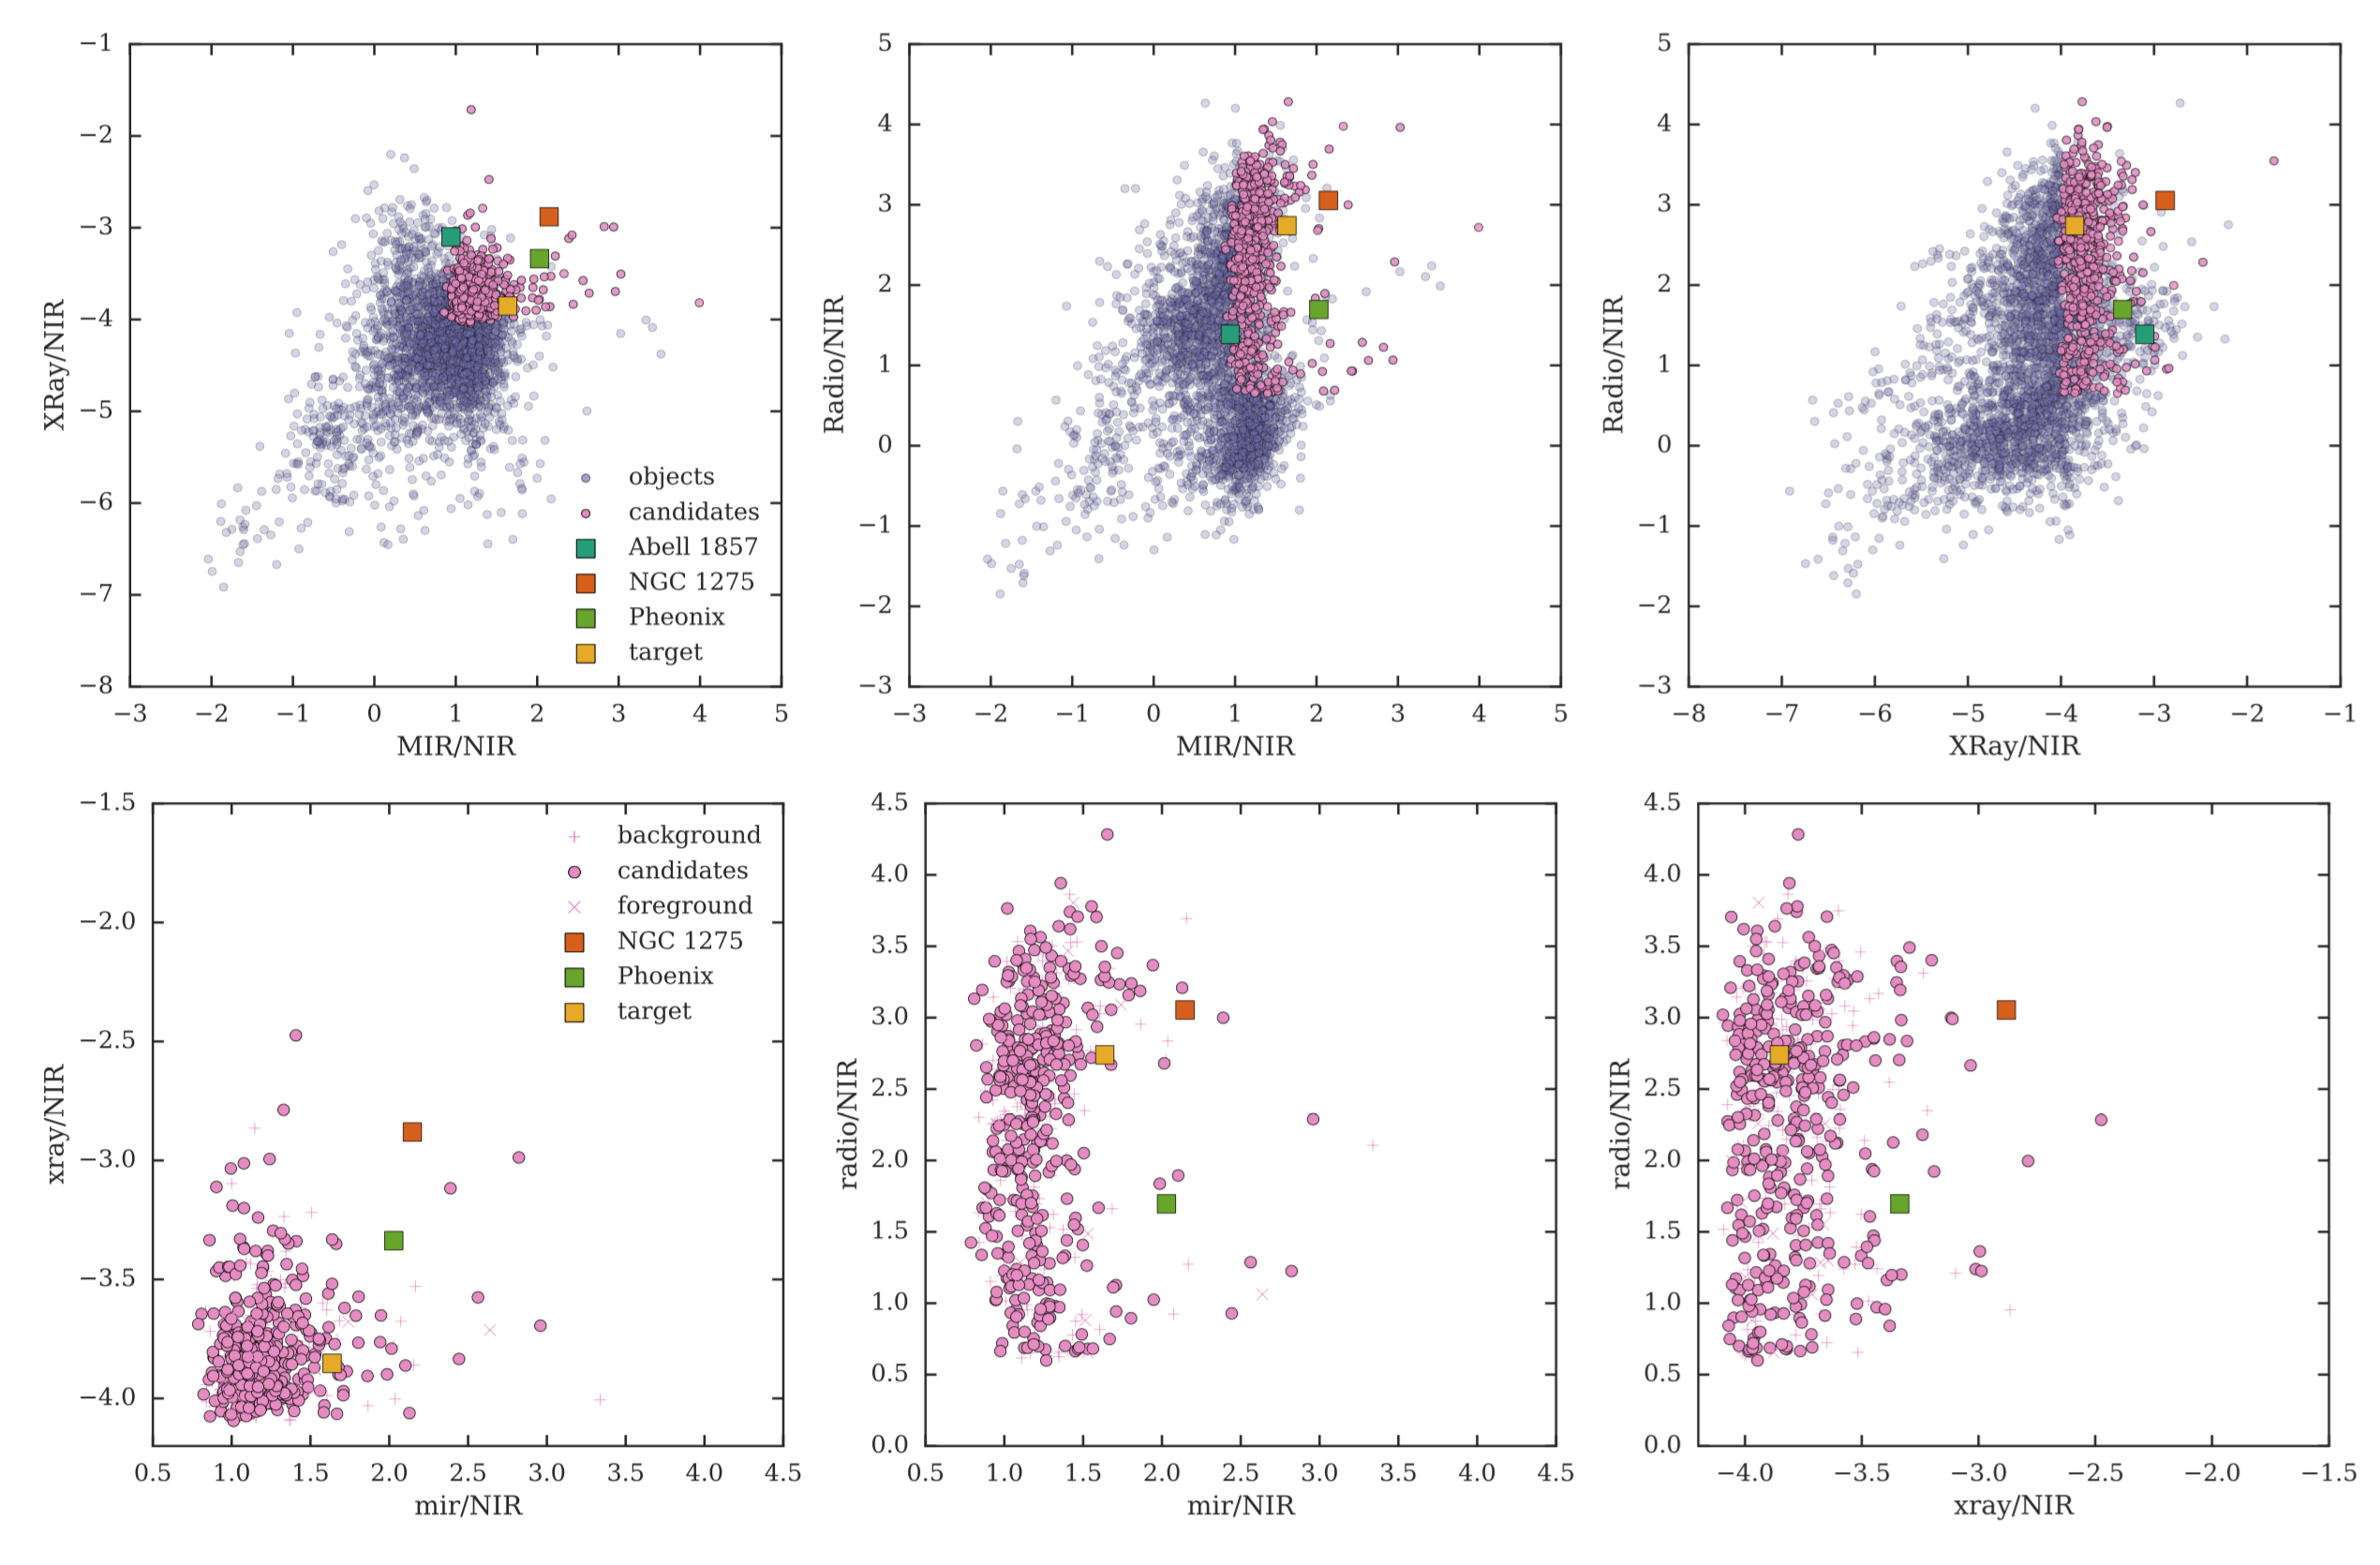 −1
−2
−3
−4
−5
−6
−7
−8
XRay/NIR
−3 −2 −1 0 1 2 3 4 5
MIR/NIR
objects
candidates
Abell 1857
NGC 1275
Pheonix
target
5
4
3
2
1
0
−1
−2
−3
Radio/NIR
−3 −2 −1 0 1 2 3 4 5
MIR/NIR
5
4
3
2
1
0
−1
−2
−3
Radio/NIR
−8 −7 −6 −5 −4 −3 −2 −1
XRay/NIR
−1.5
−2.0
−2.5
−3.0
−3.5
−4.0
xray/NIR
0.5 1.0 1.5 2.0 2.5 3.0 3.5 4.0 4.5
mir/NIR
background
candidates
foreground
NGC 1275
Phoenix
target
4.5
4.0
3.5
3.0
2.5
2.0
1.5
1.0
0.5
0.0
radio/NIR
0.5 1.0 1.5 2.0 2.5 3.0 3.5 4.0 4.5
mir/NIR
4.5
4.0
3.5
3.0
2.5
2.0
1.5
1.0
0.5
0.0
radio/NIR
−4.0 −3.5 −3.0 −2.5 −2.0 −1.5
xray/NIR